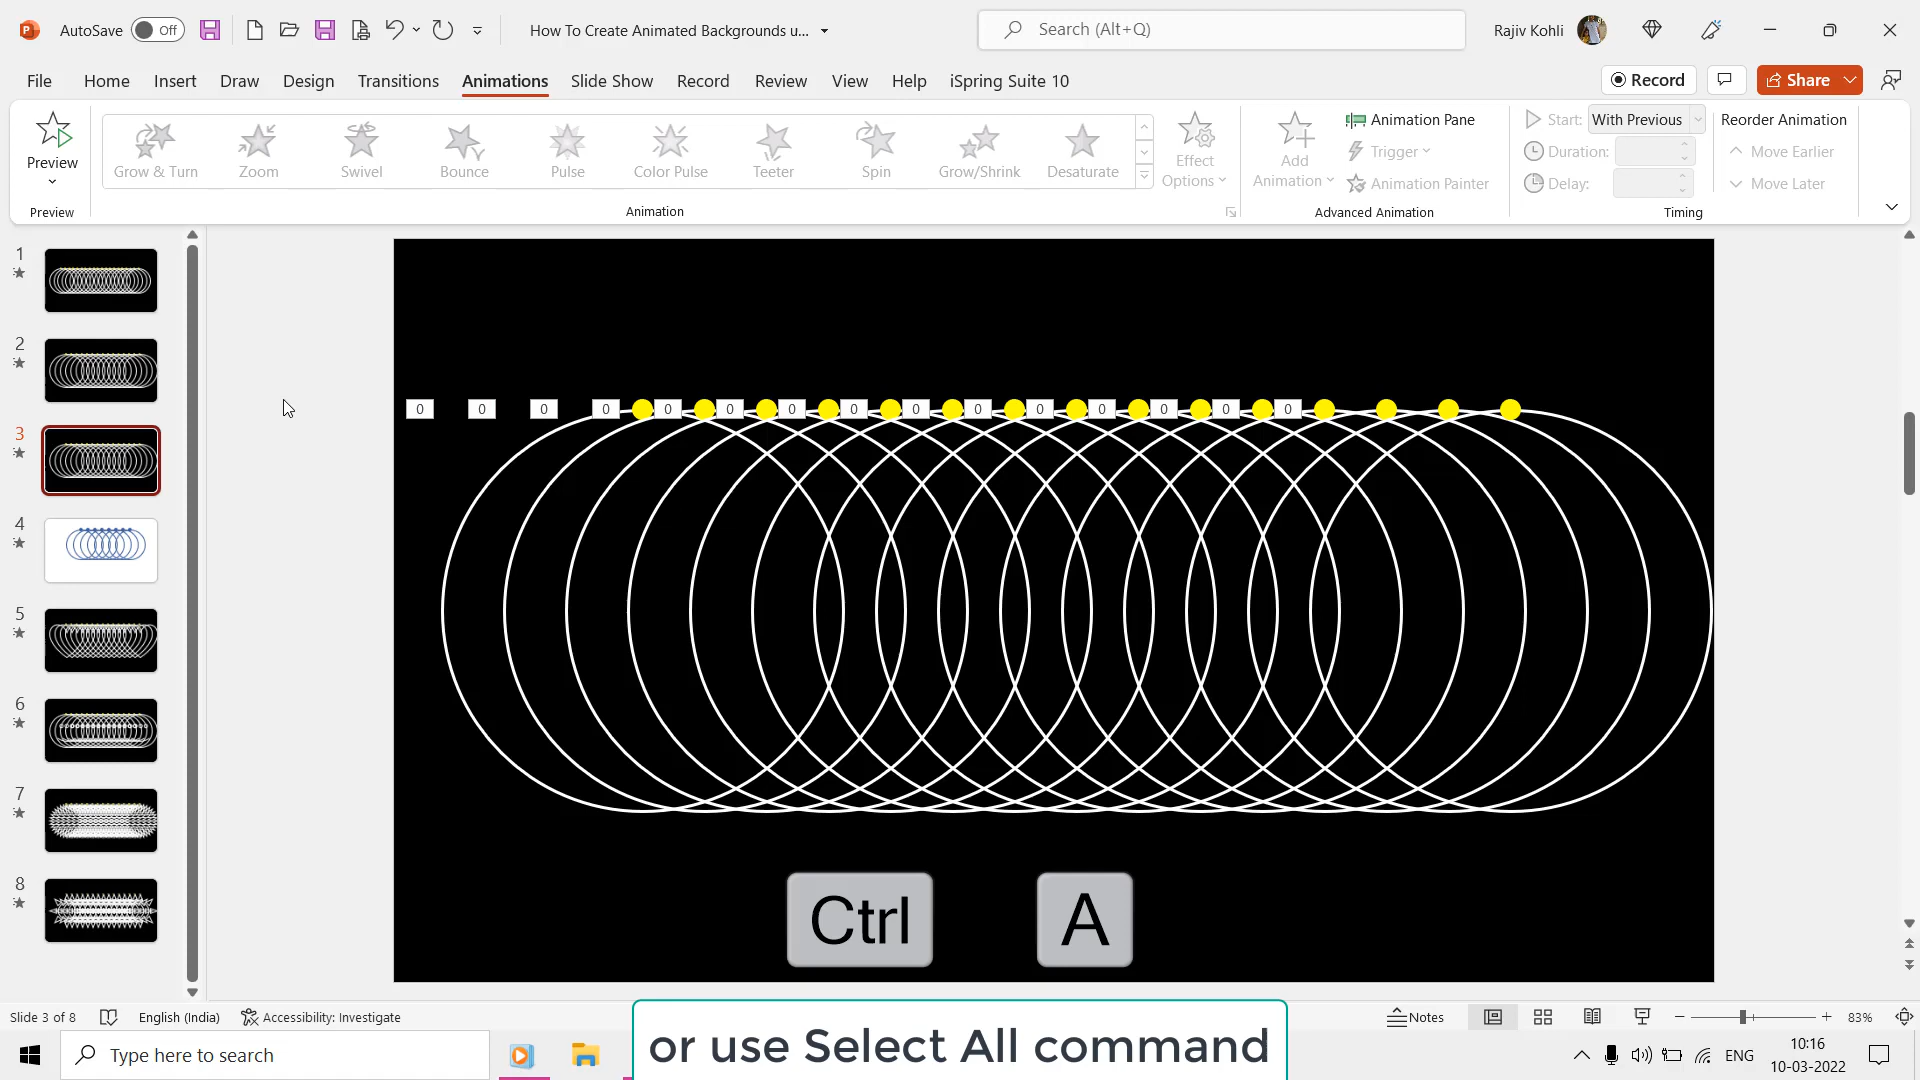 AutoSave Off How To Create Animated Backgrounds u... Search (Alt+Q) Rajiv Kohli
File Home Insert Draw Design Transitions Animations Slide Show Record Review View Help iSpring Suite 10 Record Share
Preview
Grow & Turn Zoom Swivel Bounce Pulse Color Pulse Teeter Spin Grow/Shrink Desaturate
Effect Options
Add Animation
Animation Pane
Trigger
Animation Painter
Start: With Previous
Duration:
Delay:
Reorder Animation
Move Earlier
Move Later
Preview Animation Advanced Animation Timing
1
2
3
4
5
6
7
8
0 0 0 0 0 0 0 0 0 0 0 0 0 0 0
Ctrl A
Slide 3 of 8 English (India) Accessibility: Investigate Notes 83%
or use Select All command
Type here to search
ENG
10:16
10-03-2022